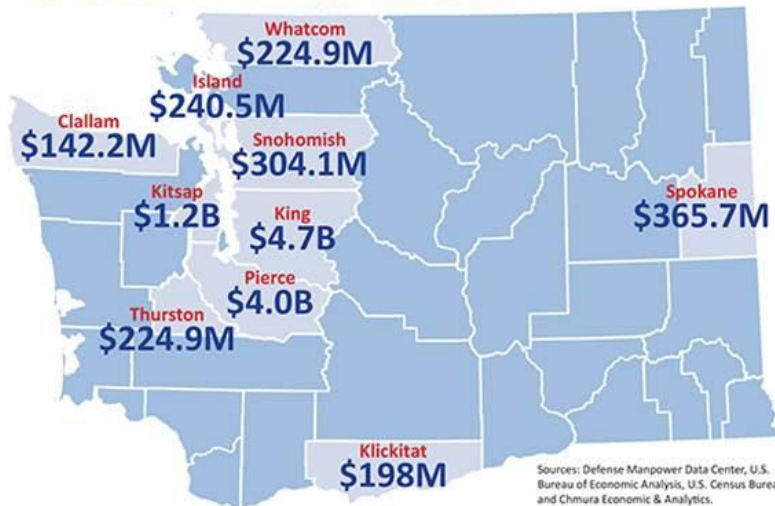 Whatcom
$224.9M
Island
$240.5M
Clallam
$142.2M
Snohomish
$304.1M
Kitsap
$1.2B
King
$4.7B
Spokane
$365.7M
Pierce
$4.0B
Thurston
$224.9M
Klickitat
$198M
Sources: Defense Manpower Data Center, U.S.
Bureau of Economic Analysis, U.S. Census Burea
and Chmura Economic & Analytics.